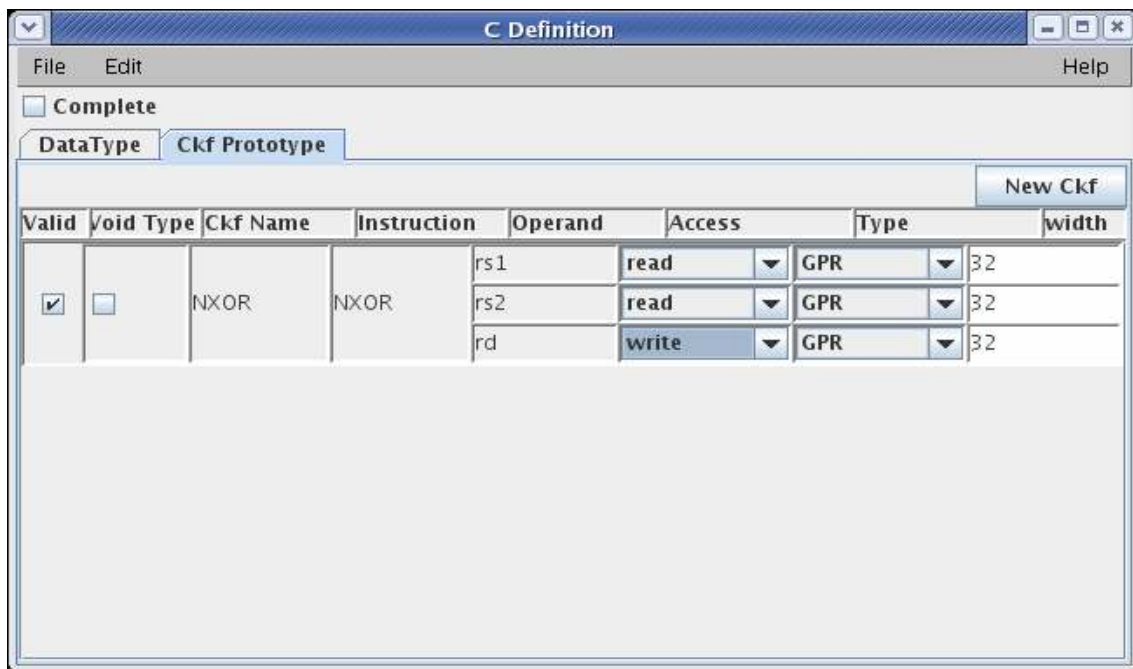 C Definition
File Edit Help
Complete
DataType Ckf Prototype
New Ckf
Valid Void Type Ckf Name Instruction Operand Access Type width
rs1 read GPR 32
NXOR NXOR rs2 read GPR 32
rd write GPR 32